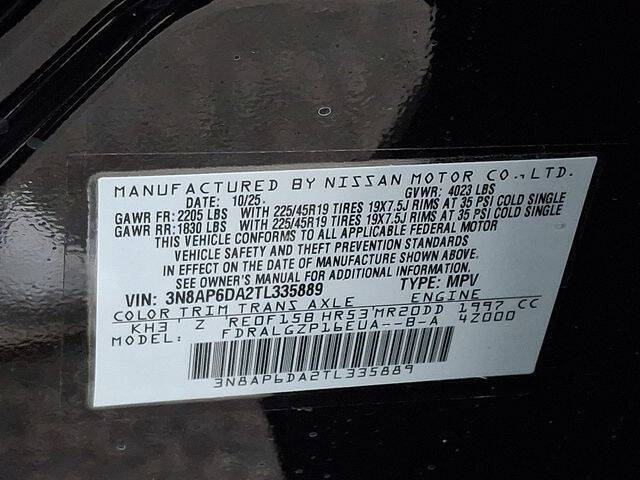 MANUFACTURED BY NISSAN MOTOR CO., LTD.
DATE: 10/25 GVWR: 4023 LBS
GAWR FR: 2205 LBS WITH 225/45R19 TIRES 19X7.5J RIMS AT 35 PSI COLD SINGLE
GAWR RR: 1830 LBS WITH 225/45R19 TIRES 19X7.5J RIMS AT 35 PSI COLD SINGLE
THIS VEHICLE CONFORMS TO ALL APPLICABLE FEDERAL MOTOR
VEHICLE SAFETY AND THEFT PREVENTION STANDARDS
IN EFFECT ON THE DATE OF MANUFACTURE SHOWN ABOVE.
SEE OWNER'S MANUAL FOR ADDITIONAL INFORMATION
VIN: 3N8AP6DA2TL335889 TYPE: MPV
COLOR TRIM TRANS AXLE ENGINE
KH3 Z RE0F15B HR53 MR20DD 1997 CC
MODEL: FDRALGZP16EUA--B-A 4Z000
3N8AP6DA2TL335889